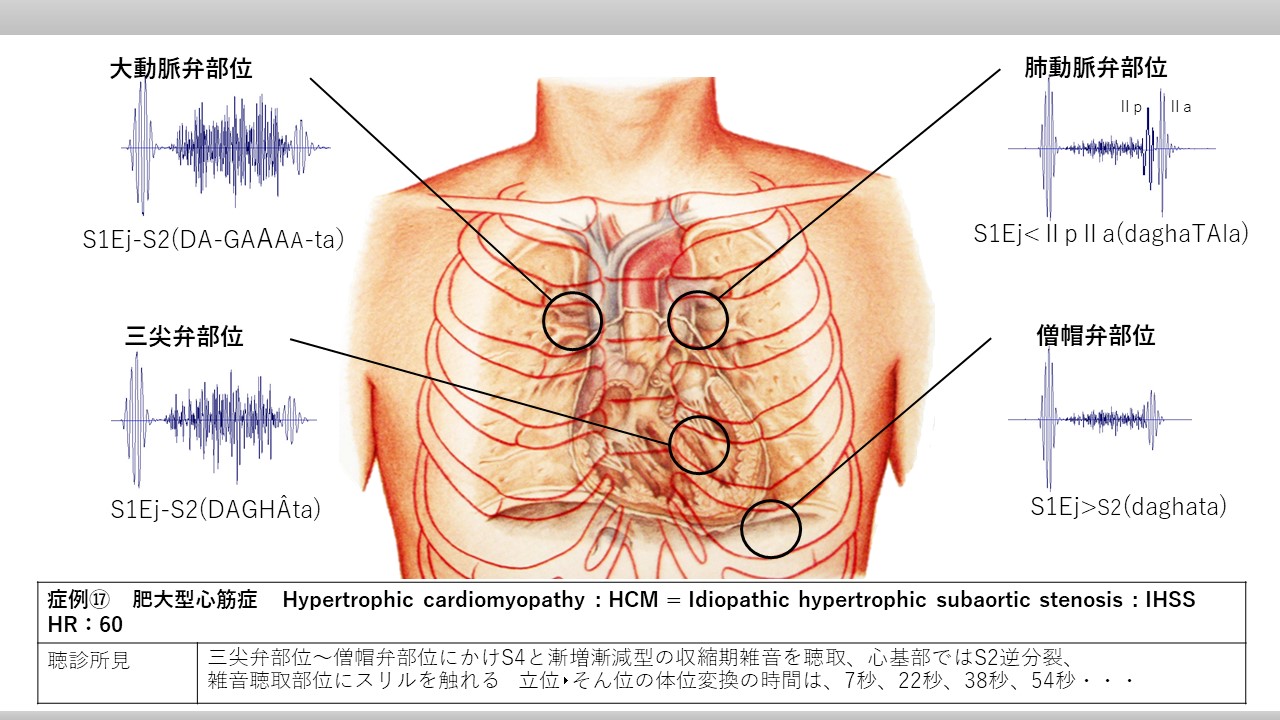 大動脈弁部位
S1Ej-S2(DA-GAAAA-ta)
肺動脈弁部位
Ⅱp Ⅱa
S1Ej<ⅡpⅡa(daghaTAla)
三尖弁部位
S1Ej-S2(DAGHÂta)
僧帽弁部位
S1Ej>S2(daghata)
症例⑰ 肥大型心筋症 Hypertrophic cardiomyopathy：HCM = Idiopathic hypertrophic subaortic stenosis：IHSS
HR：60
聴診所見
三尖弁部位～僧帽弁部位にかけS4と漸増漸減型の収縮期雑音を聴取、心基部ではS2逆分裂、
雑音聴取部位にスリルを触れる 立位▸そん位の体位変換の時間は、7秒、22秒、38秒、54秒・・・